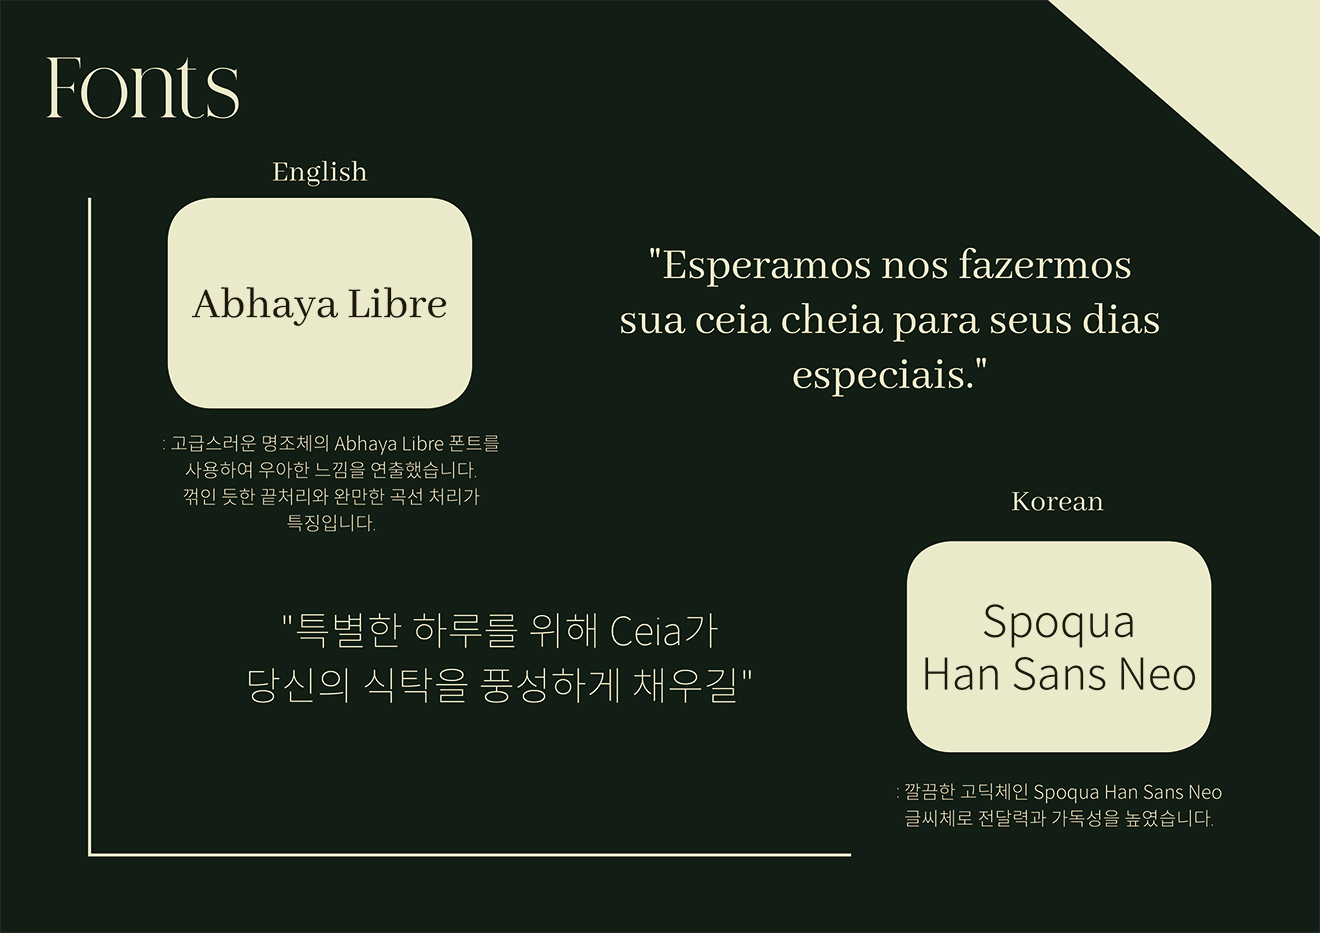 Fonts
English
Abhaya Libre
: 고급스러운 명조체의 Abhaya Libre 폰트를
사용하여 우아한 느낌을 연출했습니다.
꺾인 듯한 끝처리와 완만한 곡선 처리가
특징입니다.
"Esperamos nos fazermos
sua ceia cheia para seus dias
especiais."
"특별한 하루를 위해 Ceia가
당신의 식탁을 풍성하게 채우길"
Korean
Spoqua
Han Sans Neo
: 깔끔한 고딕체인 Spoqua Han Sans Neo
글씨체로 전달력과 가독성을 높였습니다.